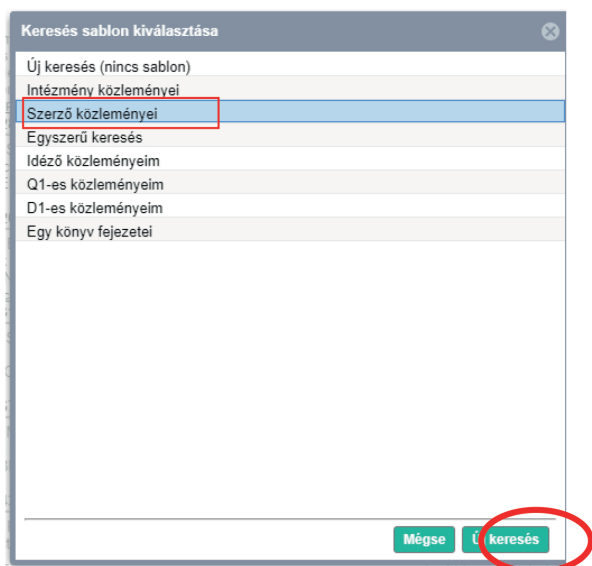 Keresés sablon kiválasztása
Új keresés (nincs sablon)
Intézmény közleményei
Szerző közleményei
Egyszerű keresés
Idéző közleményeim
Q1-es közleményeim
D1-es közleményeim
Egy könyv fejezetei
Mégse Új keresés